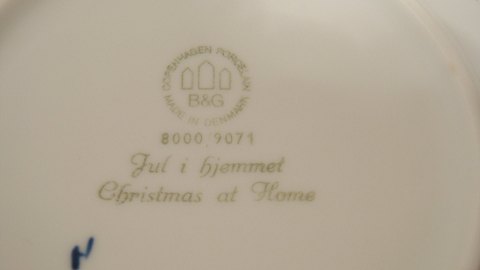 COPENHAGEN PORCELAIN
B&G
MADE IN DENMARK
8000 9071
Jul i hjemmet
Christmas at Home